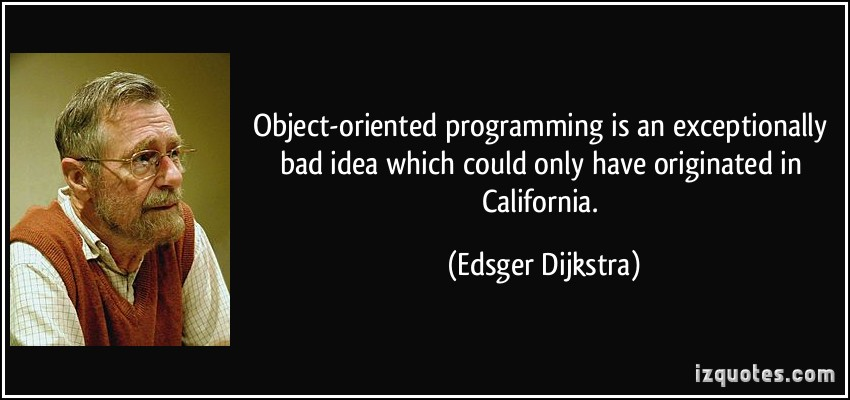 Object-oriented programming is an exceptionally
bad idea which could only have originated in
California.
(Edsger Dijkstra)
izquotes.com